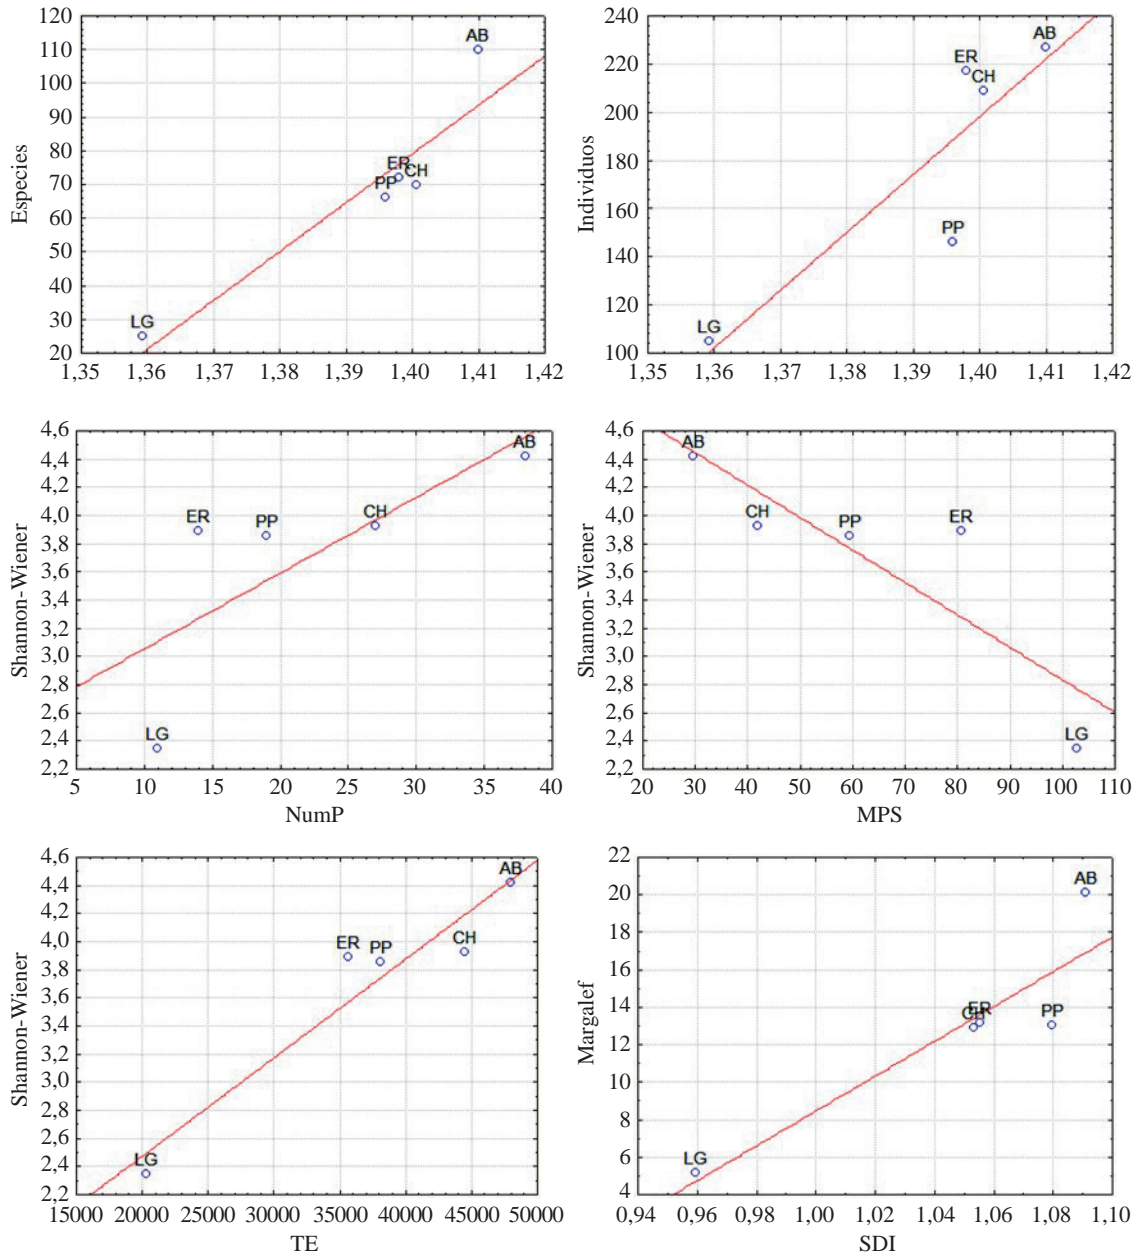 120
110
100
90
80
70
60
50
40
30
20
Especies
AB
ER
CH
PP
LG
1,35 1,36 1,37 1,38 1,39 1,40 1,41 1,42
240
220
200
180
160
140
120
100
Individuos
AB
ER
CH
PP
LG
1,35 1,36 1,37 1,38 1,39 1,40 1,41 1,42
4,6
4,4
4,2
4,0
3,8
3,6
3,4
3,2
3,0
2,8
2,6
2,4
2,2
Shannon-Wiener
AB
CH
ER
PP
LG
5 10 15 20 25 30 35 40
NumP
4,6
4,4
4,2
4,0
3,8
3,6
3,4
3,2
3,0
2,8
2,6
2,4
2,2
Shannon-Wiener
AB
CH
PP
ER
LG
20 30 40 50 60 70 80 90 100 110
MPS
4,6
4,4
4,2
4,0
3,8
3,6
3,4
3,2
3,0
2,8
2,6
2,4
2,2
Shannon-Wiener
AB
CH
ER
PP
LG
15000 20000 25000 30000 35000 40000 45000 50000
TE
22
20
18
16
14
12
10
8
6
4
Margalef
AB
ER
CH
PP
LG
0,94 0,96 0,98 1,00 1,02 1,04 1,06 1,08 1,10
SDI